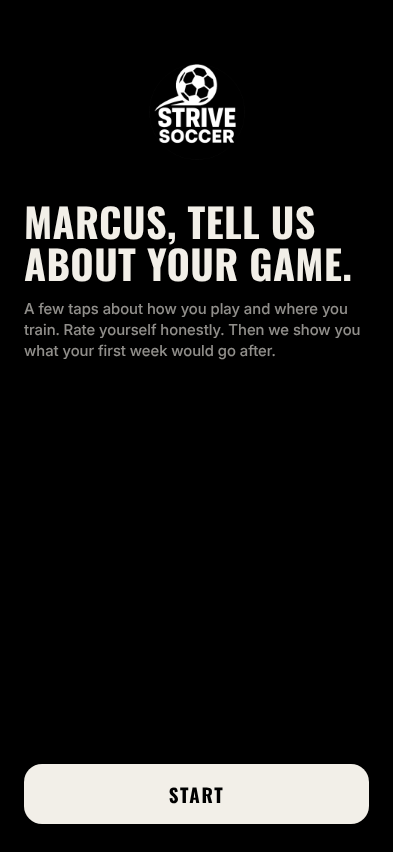 STRIVE
SOCCER
MARCUS, TELL US
ABOUT YOUR GAME.
A few taps about how you play and where you
train. Rate yourself honestly. Then we show you
what your first week would go after.
START